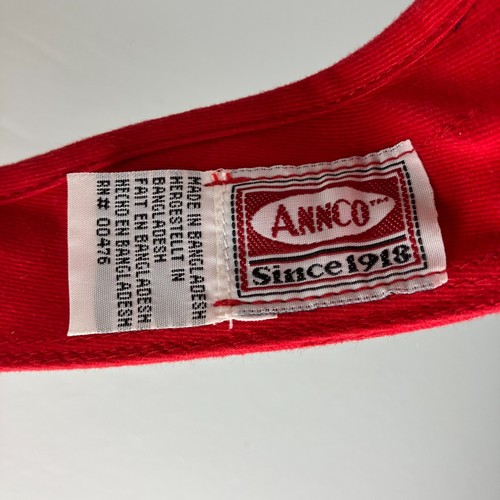 ANNCO™
Since 1918
MADE IN BANGLADESH
HERGESTELLT IN
BANGLADESH
FAIT EN BANGLADESH
HECHO EN BANGLADESH
RN# 00476